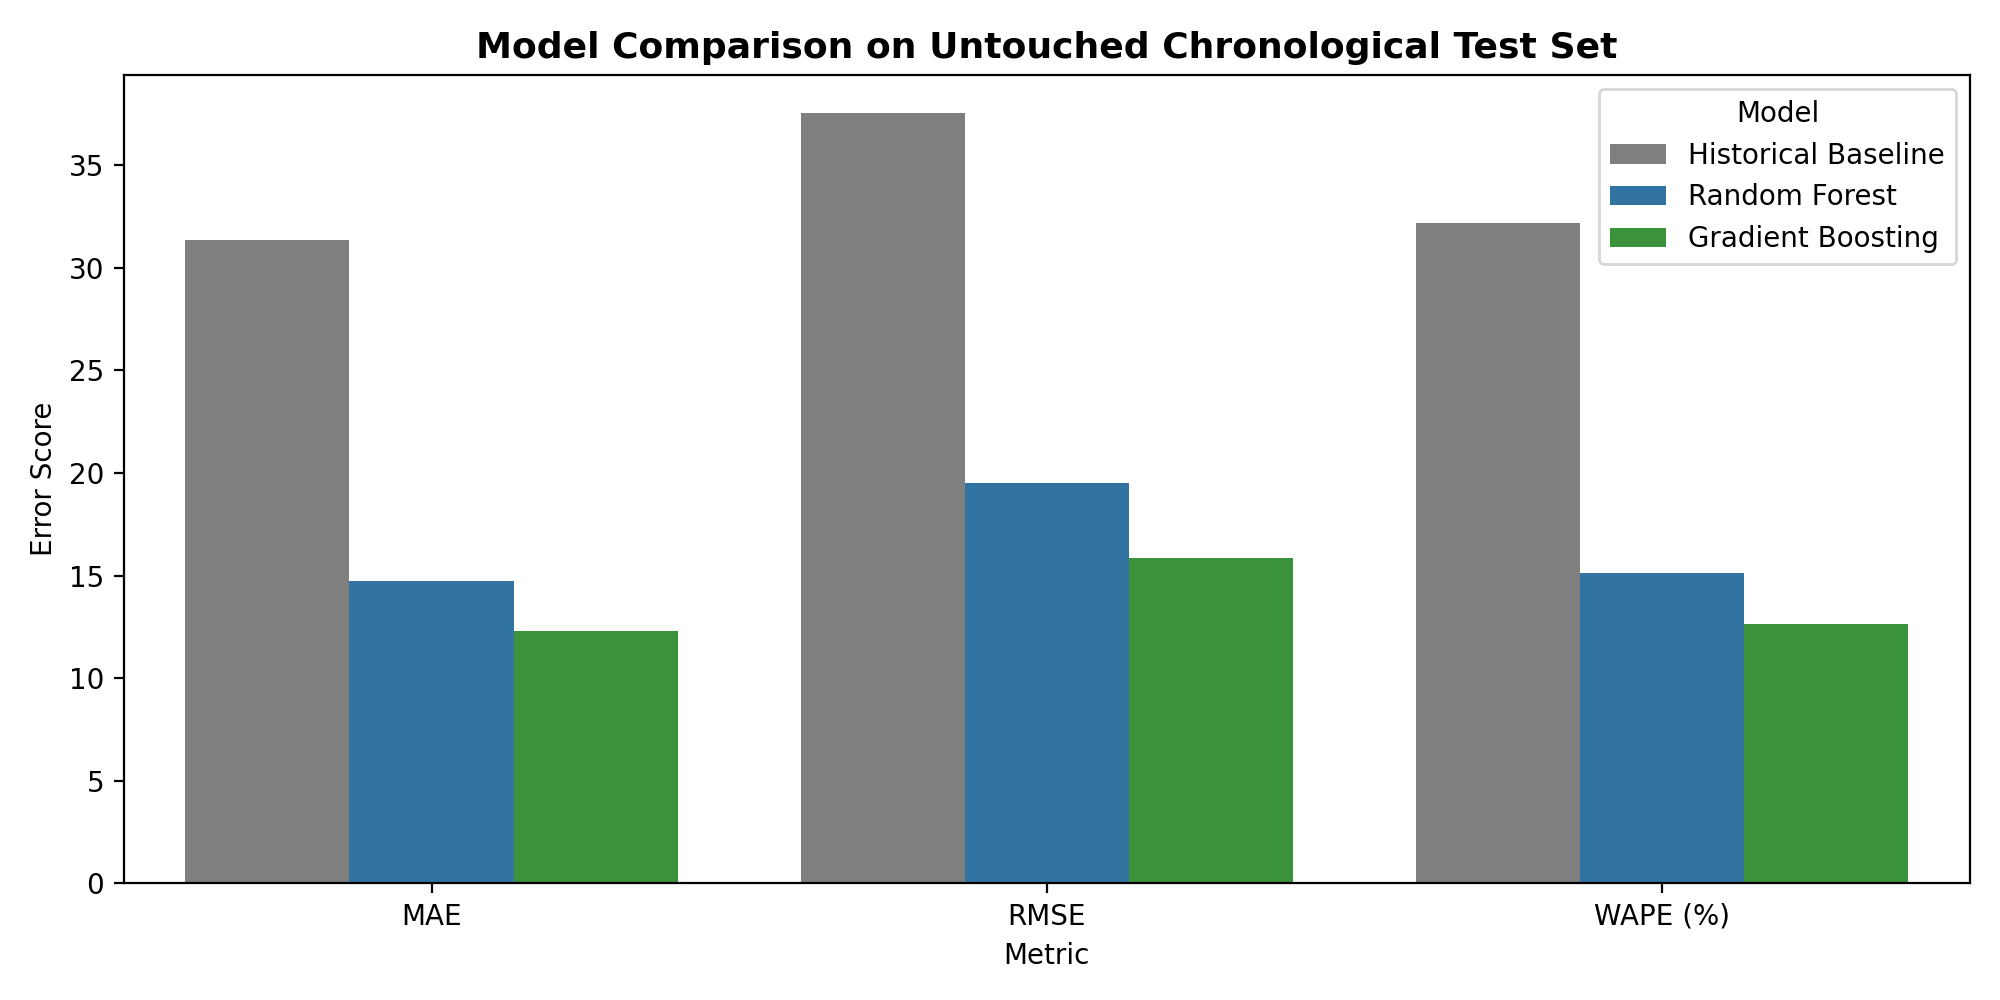 Model Comparison on Untouched Chronological Test Set
Model
Historical Baseline
Random Forest
Gradient Boosting
Error Score
35
30
25
20
15
10
5
0
MAE
RMSE
WAPE (%)
Metric